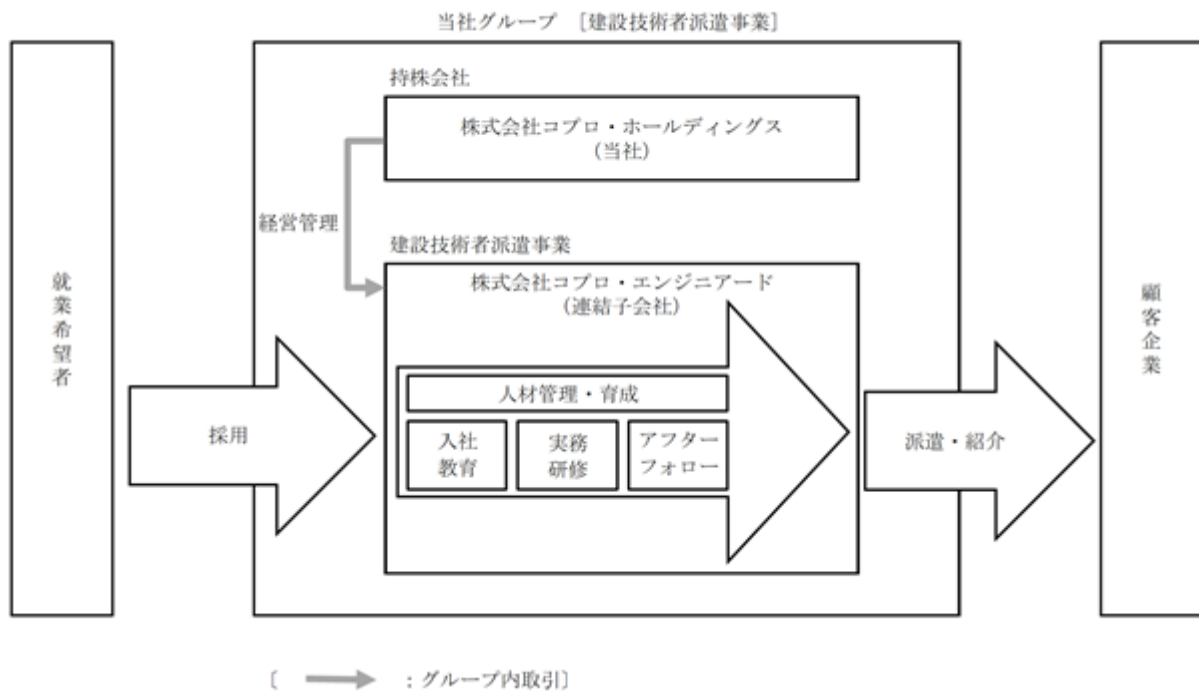 当社グループ [建設技術者派遣事業]
持株会社
株式会社コプロ・ホールディングス
(当社)
経営管理
建設技術者派遣事業
株式会社コプロ・エンジニアード
(連結子会社)
就業希望者
採用
人材管理・育成
入社
教育
実務
研修
アフター
フォロー
派遣・紹介
顧客企業
〔 :グループ内取引〕